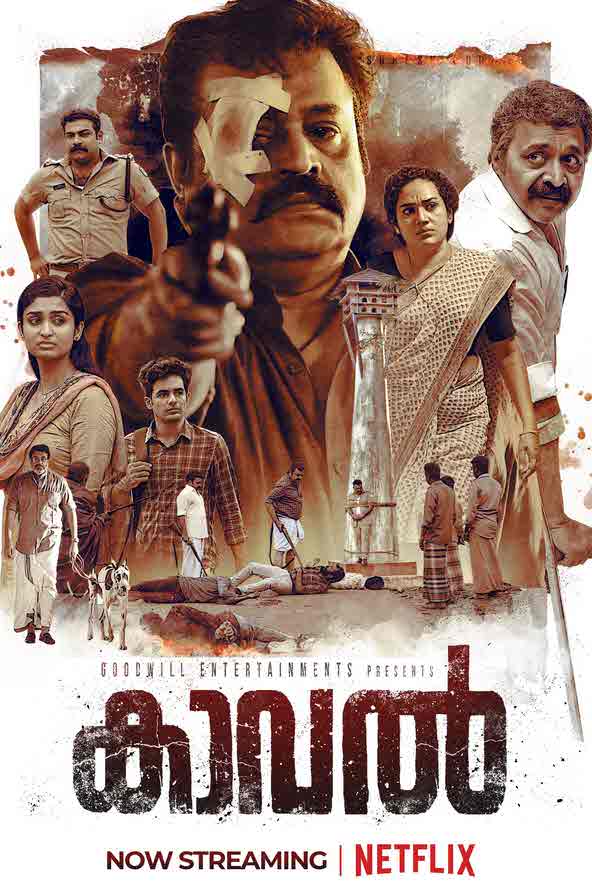 GOODWILL ENTERTAINMENTS PRESENTS
കാവൽ
NOW STREAMING | NETFLIX